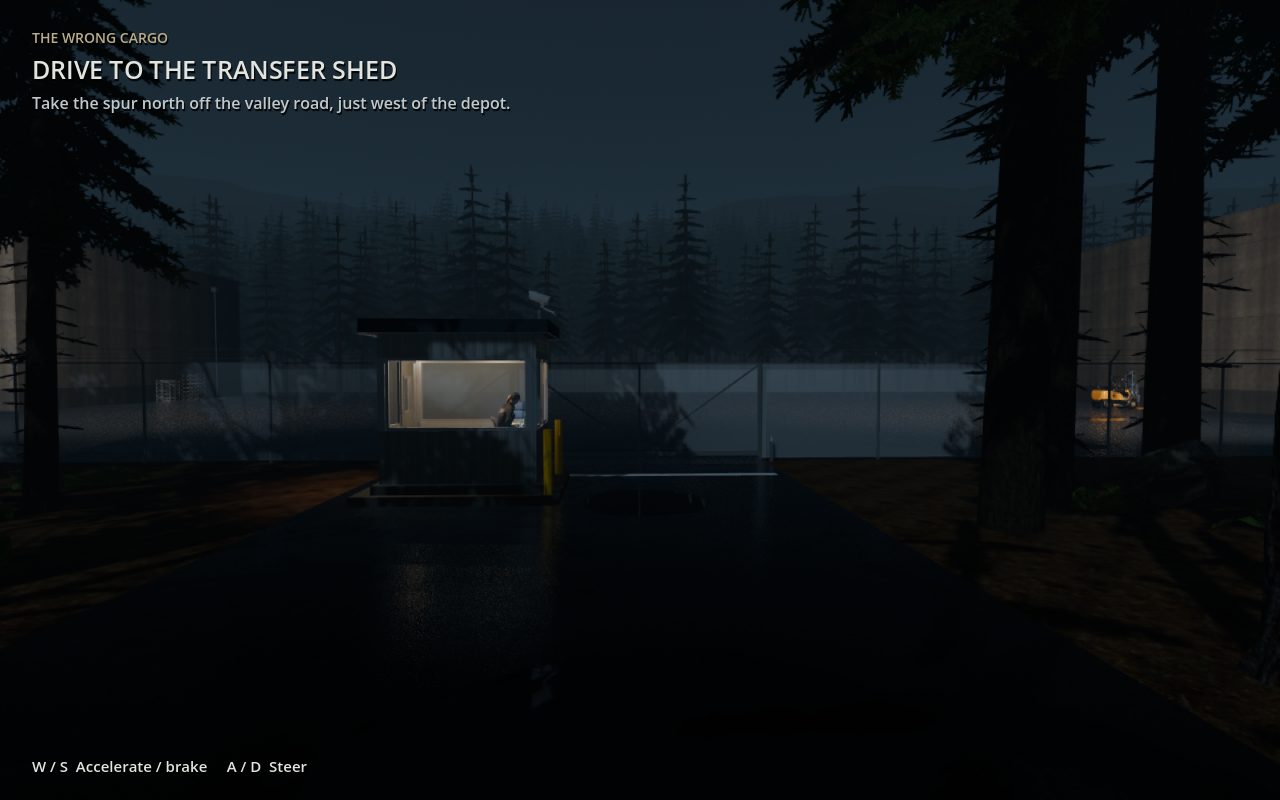 THE WRONG CARGO
DRIVE TO THE TRANSFER SHED
Take the spur north off the valley road, just west of the depot.
W / S Accelerate / brake A / D Steer